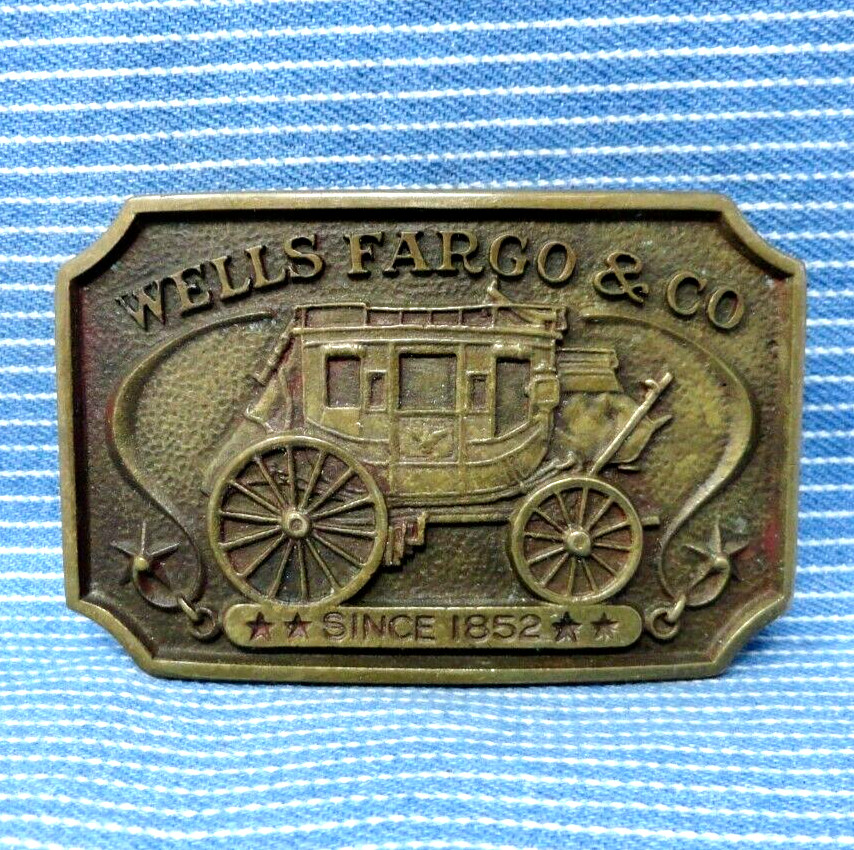 WELLS FARGO & CO
SINCE 1852